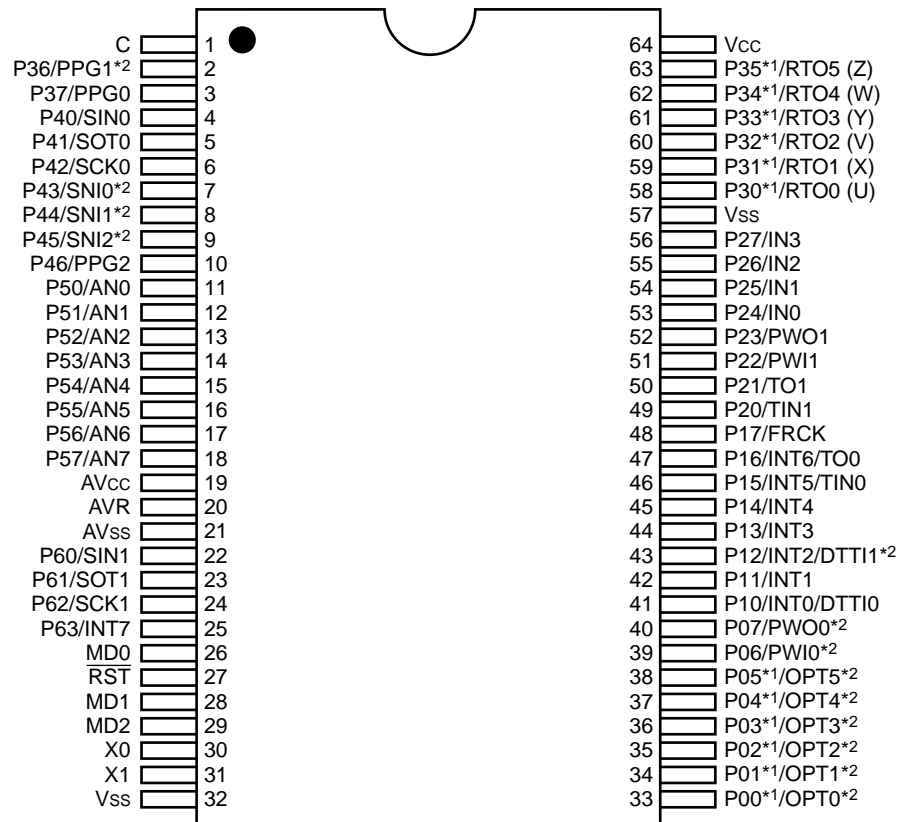 C 1 64 Vcc
P36/PPG1*2 2 63 P35*1/RTO5 (Z)
P37/PPG0 3 62 P34*1/RTO4 (W)
P40/SIN0 4 61 P33*1/RTO3 (Y)
P41/SOT0 5 60 P32*1/RTO2 (V)
P42/SCK0 6 59 P31*1/RTO1 (X)
P43/SNI0*2 7 58 P30*1/RTO0 (U)
P44/SNI1*2 8 57 Vss
P45/SNI2*2 9 56 P27/IN3
P46/PPG2 10 55 P26/IN2
P50/AN0 11 54 P25/IN1
P51/AN1 12 53 P24/IN0
P52/AN2 13 52 P23/PWO1
P53/AN3 14 51 P22/PWI1
P54/AN4 15 50 P21/TO1
P55/AN5 16 49 P20/TIN1
P56/AN6 17 48 P17/FRCK
P57/AN7 18 47 P16/INT6/TO0
AVcc 19 46 P15/INT5/TIN0
AVR 20 45 P14/INT4
AVss 21 44 P13/INT3
P60/SIN1 22 43 P12/INT2/DTTI1*2
P61/SOT1 23 42 P11/INT1
P62/SCK1 24 41 P10/INT0/DTTI0
P63/INT7 25 40 P07/PWO0*2
MD0 26 39 P06/PWI0*2
RST 27 38 P05*1/OPT5*2
MD1 28 37 P04*1/OPT4*2
MD2 29 36 P03*1/OPT3*2
X0 30 35 P02*1/OPT2*2
X1 31 34 P01*1/OPT1*2
Vss 32 33 P00*1/OPT0*2